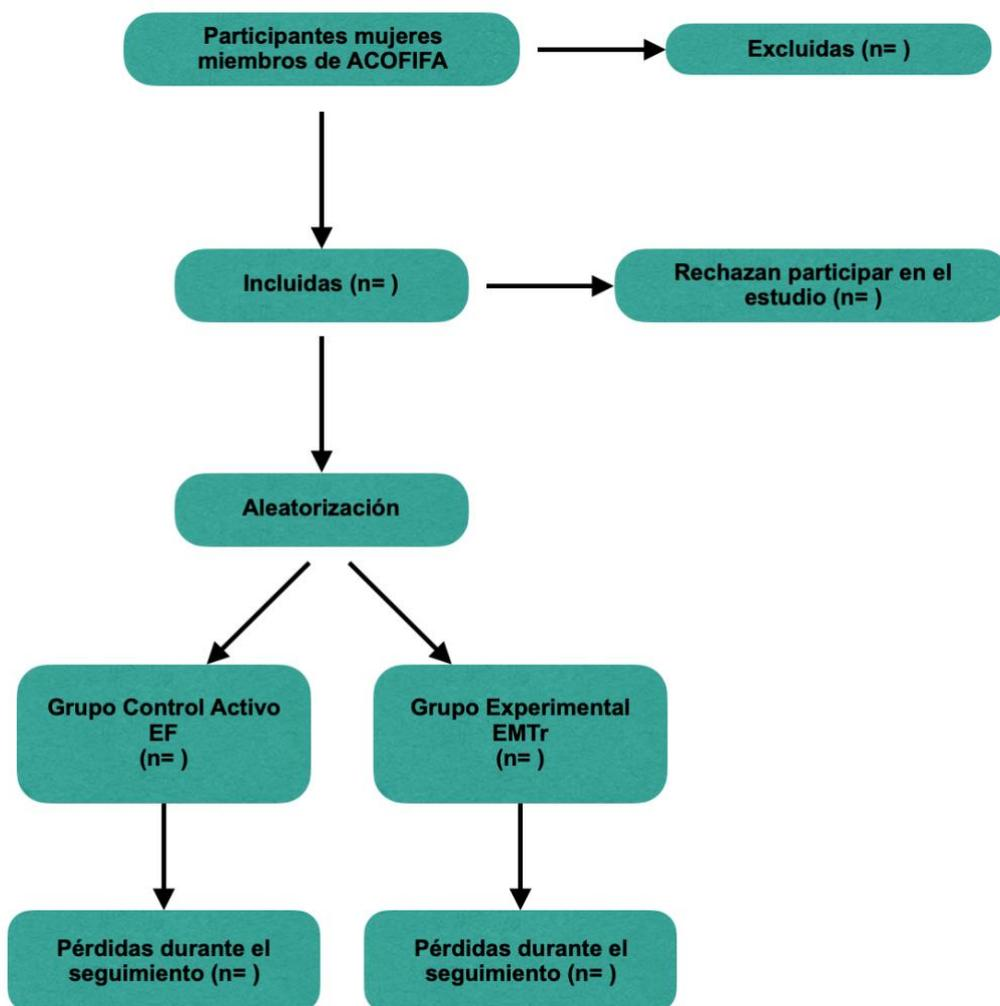 Participantes mujeres
miembros de ACOFIFA
Excluidas (n= )
Incluidas (n= )
Rechazan participar en el
estudio (n= )
Aleatorización
Grupo Control Activo
EF
(n= )
Grupo Experimental
EMTr
(n= )
Pérdidas durante el
seguimiento (n= )
Pérdidas durante el
seguimiento (n= )